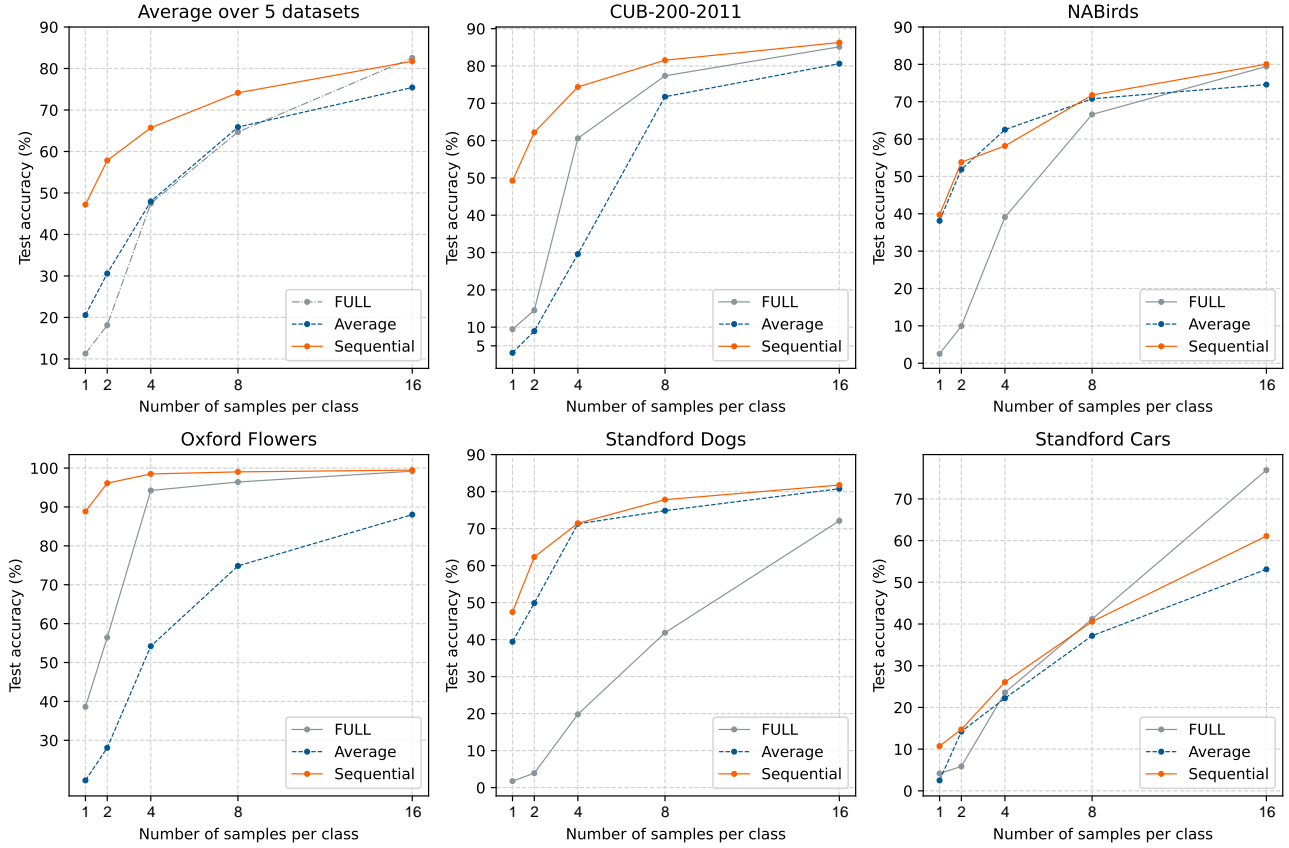 Average over 5 datasets
90
80
70
60
50
40
30
20
10
Test accuracy (%)
FULL
Average
Sequential
1 2 4 8 16
Number of samples per class
CUB-200-2011
90
80
70
60
50
40
30
20
10
5
Test accuracy (%)
FULL
Average
Sequential
1 2 4 8 16
Number of samples per class
NABirds
90
80
70
60
50
40
30
20
10
0
Test accuracy (%)
FULL
Average
Sequential
1 2 4 8 16
Number of samples per class
Oxford Flowers
100
90
80
70
60
50
40
30
Test accuracy (%)
FULL
Average
Sequential
1 2 4 8 16
Number of samples per class
Standford Dogs
90
80
70
60
50
40
30
20
10
0
Test accuracy (%)
FULL
Average
Sequential
1 2 4 8 16
Number of samples per class
Standford Cars
70
60
50
40
30
20
10
0
Test accuracy (%)
FULL
Average
Sequential
1 2 4 8 16
Number of samples per class